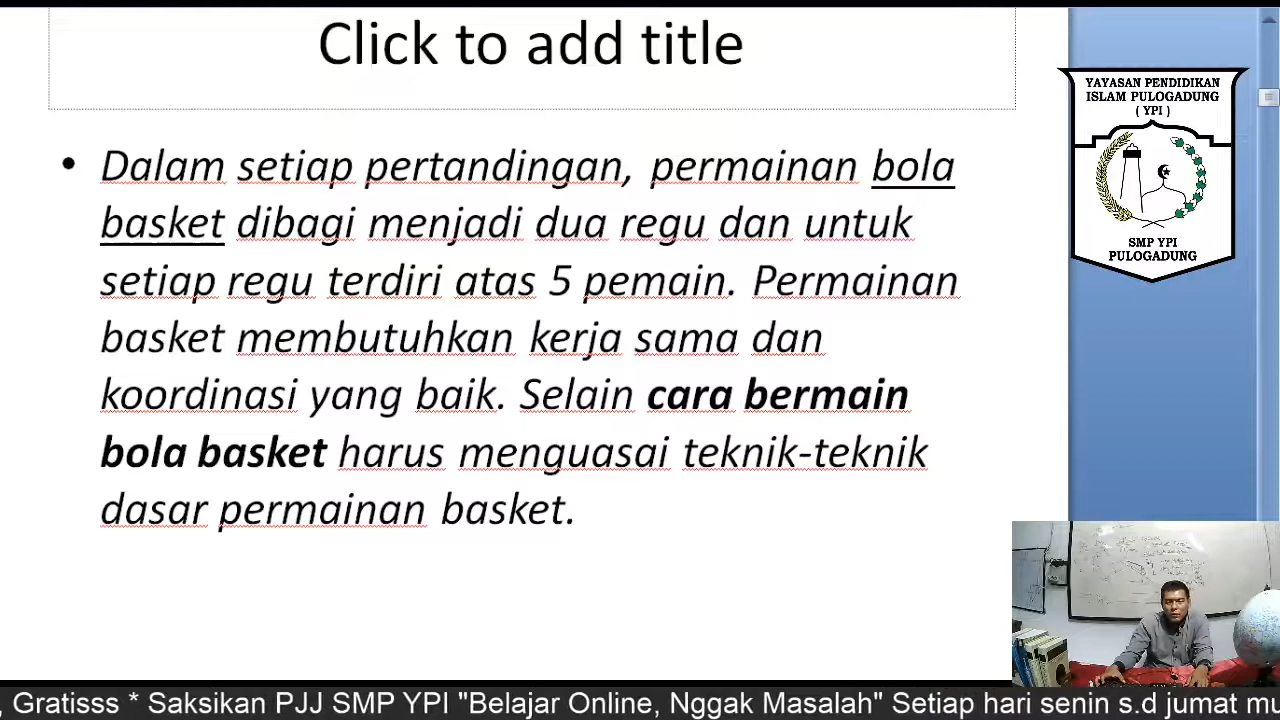 Click to add title
YAYASAN PENDIDIKAN
ISLAM PULOGADUNG
( YPI )
SMP YPI
PULOGADUNG
• Dalam setiap pertandingan, permainan bola
basket dibagi menjadi dua regu dan untuk
setiap regu terdiri atas 5 pemain. Permainan
basket membutuhkan kerja sama dan
koordinasi yang baik. Selain cara bermain
bola basket harus menguasai teknik-teknik
dasar permainan basket.
, Gratisss * Saksikan PJJ SMP YPI "Belajar Online, Nggak Masalah" Setiap hari senin s.d jumat mu